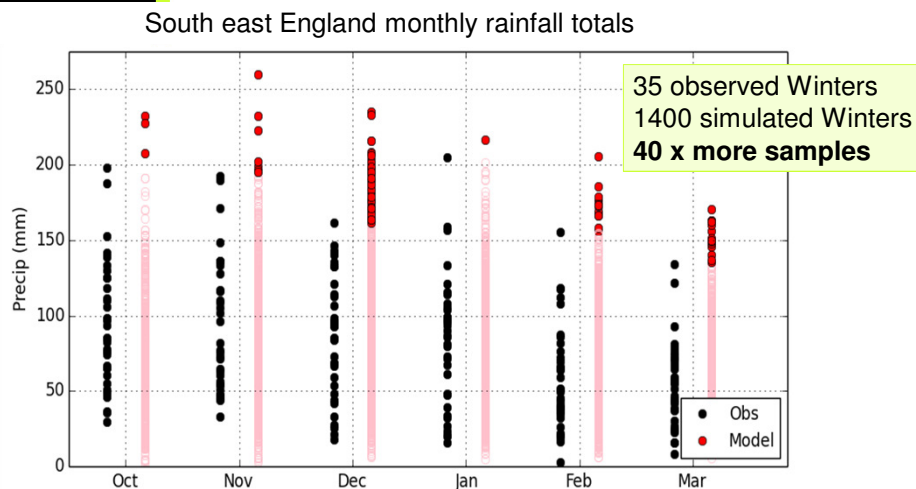 South east England monthly rainfall totals
35 observed Winters
1400 simulated Winters
40 x more samples
Precip (mm)
250
200
150
100
50
0
Obs
Model
Oct
Nov
Dec
Jan
Feb
Mar